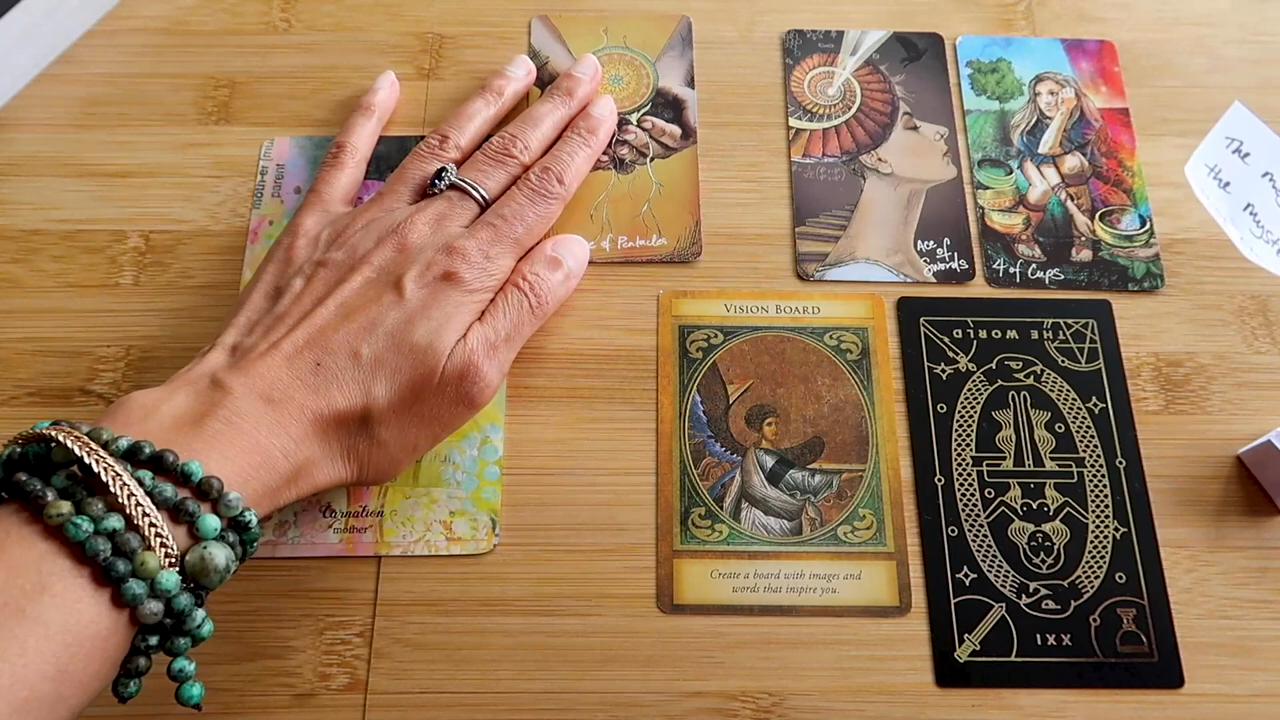 moth-er
parent
e of Pentacles
Ace
of
Swords
4 of Cups
The
the
VISION BOARD
Create a board with images and
words that inspire you.
THE WORLD
XXI
Carnation
"mother"